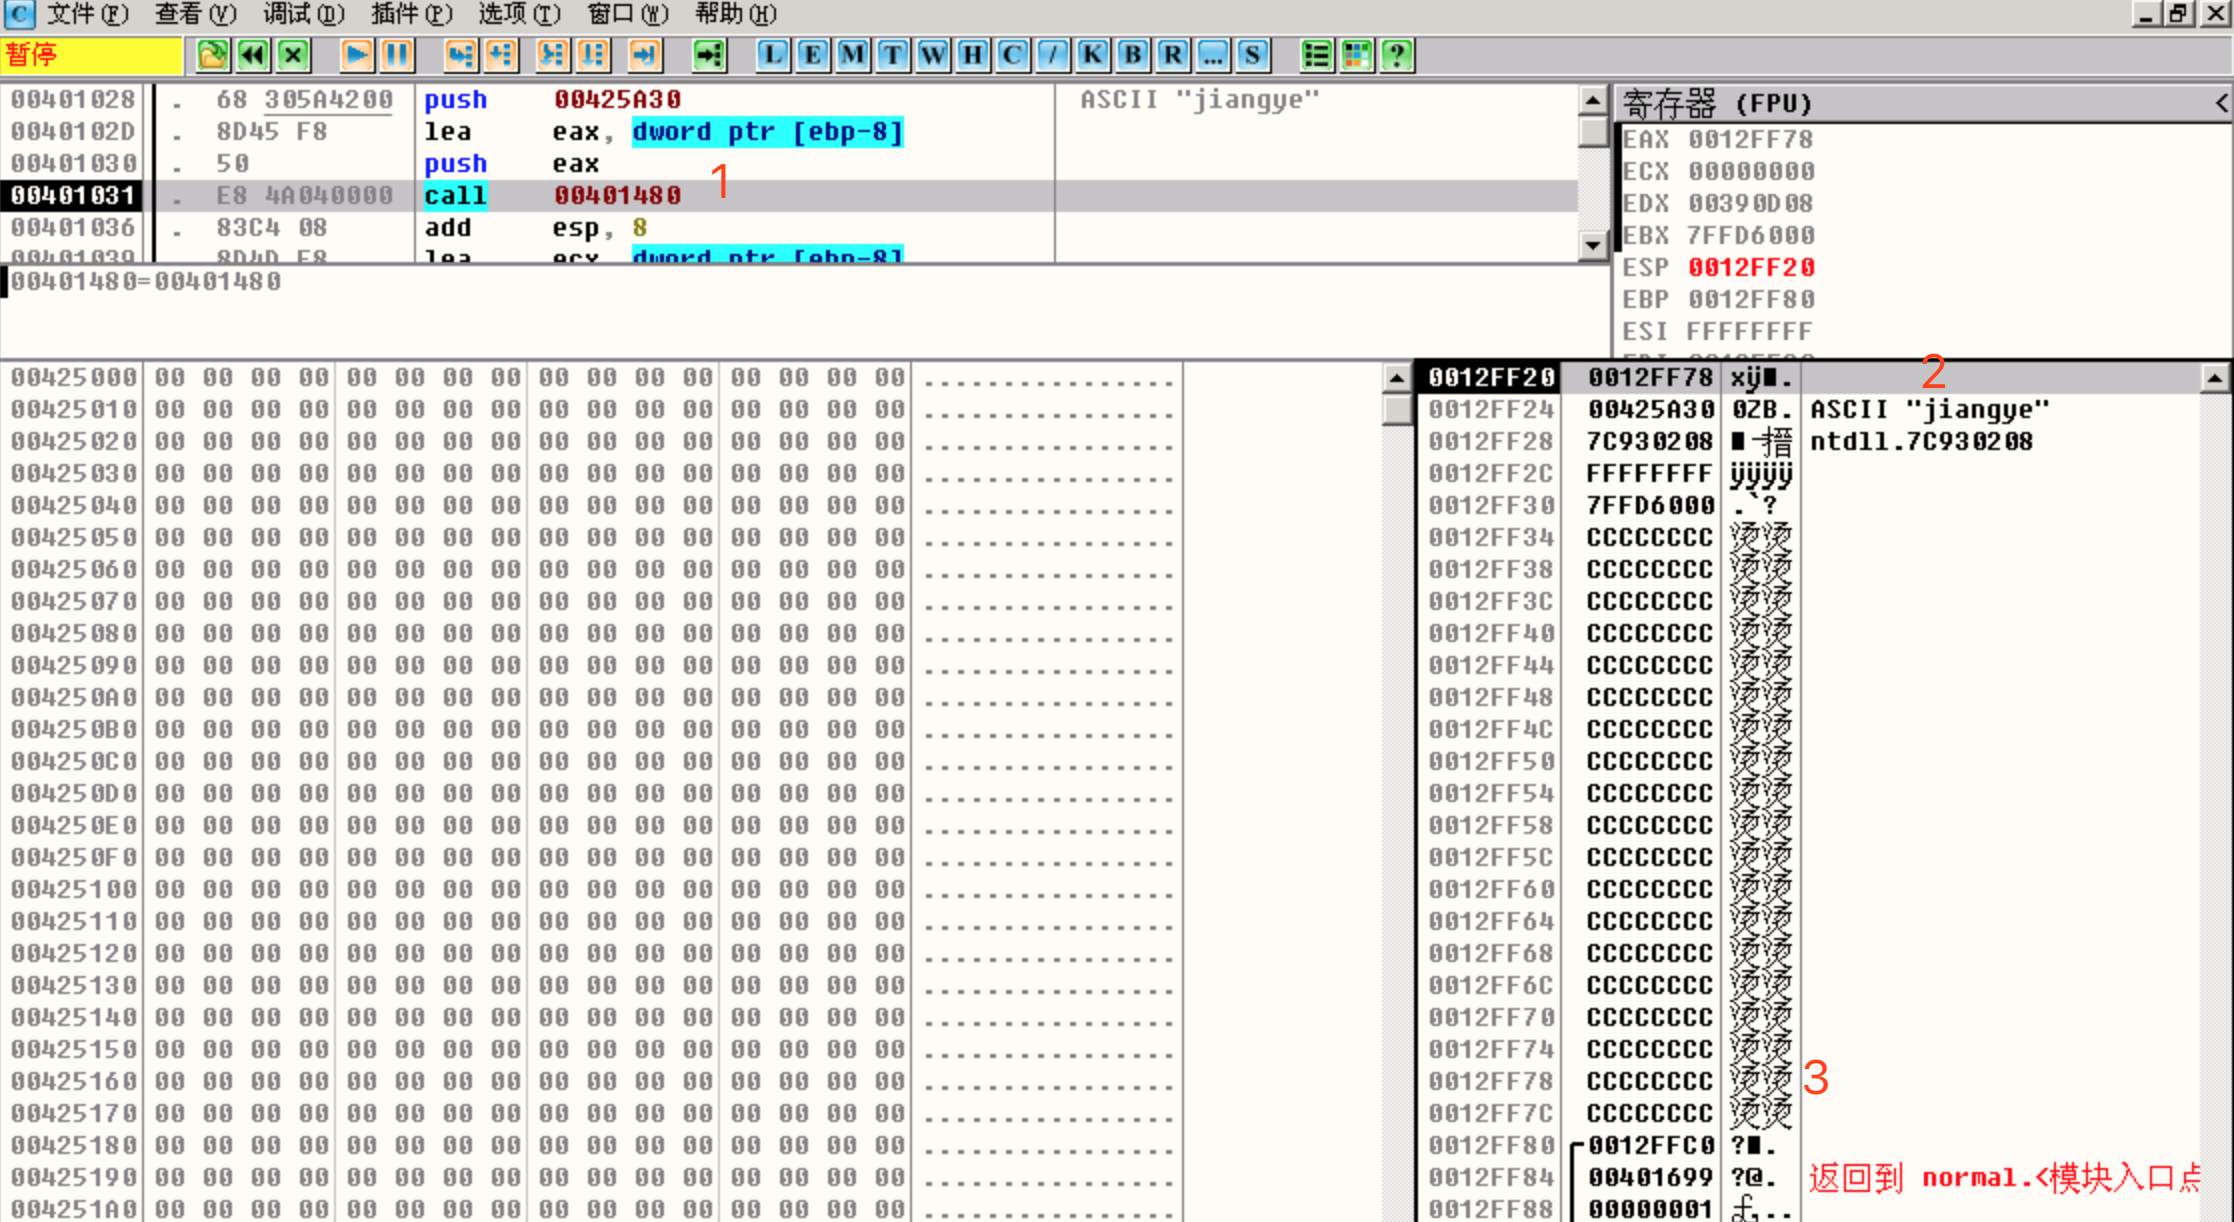 C 文件(F) 查看(V) 调试(D) 插件(P) 选项(T) 窗口(W) 帮助(H)
暂停 L E M T W H C / K B R ... S ?
00401028 . 68 305A4200 push 00425A30 ASCII "jiangye"
0040102D . 8D45 F8 lea eax, dword ptr [ebp-8]
00401030 . 50 push eax
1
00401031 . E8 4A040000 call 00401480
00401036 . 83C4 08 add esp, 8
00401039 . 8D4D F8 lea ecx, dword ptr [ebp-8]
00401480=00401480
寄存器 (FPU) <
EAX 0012FF78
ECX 00000000
EDX 00390D08
EBX 7FFD6000
ESP 0012FF20
EBP 0012FF80
ESI FFFFFFFF
00425000 00 00 00 00 00 00 00 00 00 00 00 00 00 00 00 00 ................
00425010 00 00 00 00 00 00 00 00 00 00 00 00 00 00 00 00 ................
00425020 00 00 00 00 00 00 00 00 00 00 00 00 00 00 00 00 ................
00425030 00 00 00 00 00 00 00 00 00 00 00 00 00 00 00 00 ................
00425040 00 00 00 00 00 00 00 00 00 00 00 00 00 00 00 00 ................
00425050 00 00 00 00 00 00 00 00 00 00 00 00 00 00 00 00 ................
00425060 00 00 00 00 00 00 00 00 00 00 00 00 00 00 00 00 ................
00425070 00 00 00 00 00 00 00 00 00 00 00 00 00 00 00 00 ................
00425080 00 00 00 00 00 00 00 00 00 00 00 00 00 00 00 00 ................
00425090 00 00 00 00 00 00 00 00 00 00 00 00 00 00 00 00 ................
004250A0 00 00 00 00 00 00 00 00 00 00 00 00 00 00 00 00 ................
004250B0 00 00 00 00 00 00 00 00 00 00 00 00 00 00 00 00 ................
004250C0 00 00 00 00 00 00 00 00 00 00 00 00 00 00 00 00 ................
004250D0 00 00 00 00 00 00 00 00 00 00 00 00 00 00 00 00 ................
004250E0 00 00 00 00 00 00 00 00 00 00 00 00 00 00 00 00 ................
004250F0 00 00 00 00 00 00 00 00 00 00 00 00 00 00 00 00 ................
00425100 00 00 00 00 00 00 00 00 00 00 00 00 00 00 00 00 ................
00425110 00 00 00 00 00 00 00 00 00 00 00 00 00 00 00 00 ................
00425120 00 00 00 00 00 00 00 00 00 00 00 00 00 00 00 00 ................
00425130 00 00 00 00 00 00 00 00 00 00 00 00 00 00 00 00 ................
00425140 00 00 00 00 00 00 00 00 00 00 00 00 00 00 00 00 ................
00425150 00 00 00 00 00 00 00 00 00 00 00 00 00 00 00 00 ................
00425160 00 00 00 00 00 00 00 00 00 00 00 00 00 00 00 00 ................
00425170 00 00 00 00 00 00 00 00 00 00 00 00 00 00 00 00 ................
00425180 00 00 00 00 00 00 00 00 00 00 00 00 00 00 00 00 ................
00425190 00 00 00 00 00 00 00 00 00 00 00 00 00 00 00 00 ................
004251A0 00 00 00 00 00 00 00 00 00 00 00 00 00 00 00 00 ................
2
0012FF20 0012FF78 xÿ■.
0012FF24 00425A30 0ZB. ASCII "jiangye"
0012FF28 7C930208 ■搢 ntdll.7C930208
0012FF2C FFFFFFFF ÿÿÿÿ
0012FF30 7FFD6000 .`?
0012FF34 CCCCCCCC 烫烫
0012FF38 CCCCCCCC 烫烫
0012FF3C CCCCCCCC 烫烫
0012FF40 CCCCCCCC 烫烫
0012FF44 CCCCCCCC 烫烫
0012FF48 CCCCCCCC 烫烫
0012FF4C CCCCCCCC 烫烫
0012FF50 CCCCCCCC 烫烫
0012FF54 CCCCCCCC 烫烫
0012FF58 CCCCCCCC 烫烫
0012FF5C CCCCCCCC 烫烫
0012FF60 CCCCCCCC 烫烫
0012FF64 CCCCCCCC 烫烫
0012FF68 CCCCCCCC 烫烫
0012FF6C CCCCCCCC 烫烫
0012FF70 CCCCCCCC 烫烫
0012FF74 CCCCCCCC 烫烫
0012FF78 CCCCCCCC 烫烫 3
0012FF7C CCCCCCCC 烫烫
0012FF80 0012FFC0 ?■.
0012FF84 00401699 ?@. 返回到 normal.<模块入口点
0012FF88 00000001